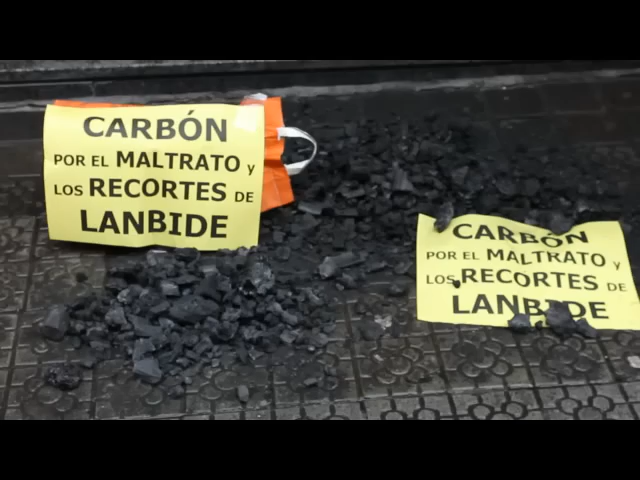 CARBÓN
POR EL MALTRATO y
LOS RECORTES DE
LANBIDE
CARBÓN
POR EL MALTRATO y
LOS RECORTES DE
LANBIDE